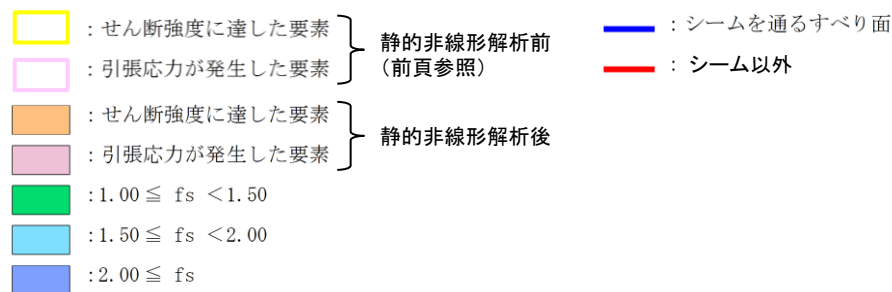 ：せん断強度に達した要素
：引張応力が発生した要素
静的非線形解析前
（前頁参照）
：せん断強度に達した要素
：引張応力が発生した要素
静的非線形解析後
:1.00≦ fs ＜1.50
:1.50≦ fs ＜2.00
:2.00≦ fs
：シームを通るすべり面
： シーム以外